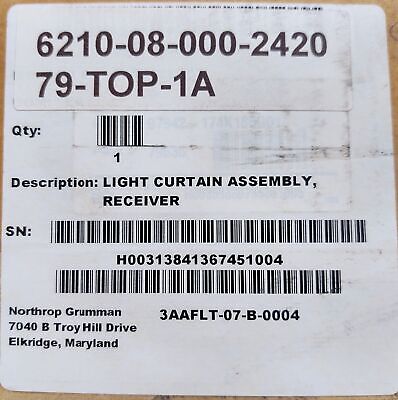 6210-08-000-2420
79-TOP-1A
Qty:
1
Description: LIGHT CURTAIN ASSEMBLY,
RECEIVER
SN:
H00313841367451004
Northrop Grumman
7040 B Troy Hill Drive
Elkridge, Maryland
3AAFLT-07-B-0004